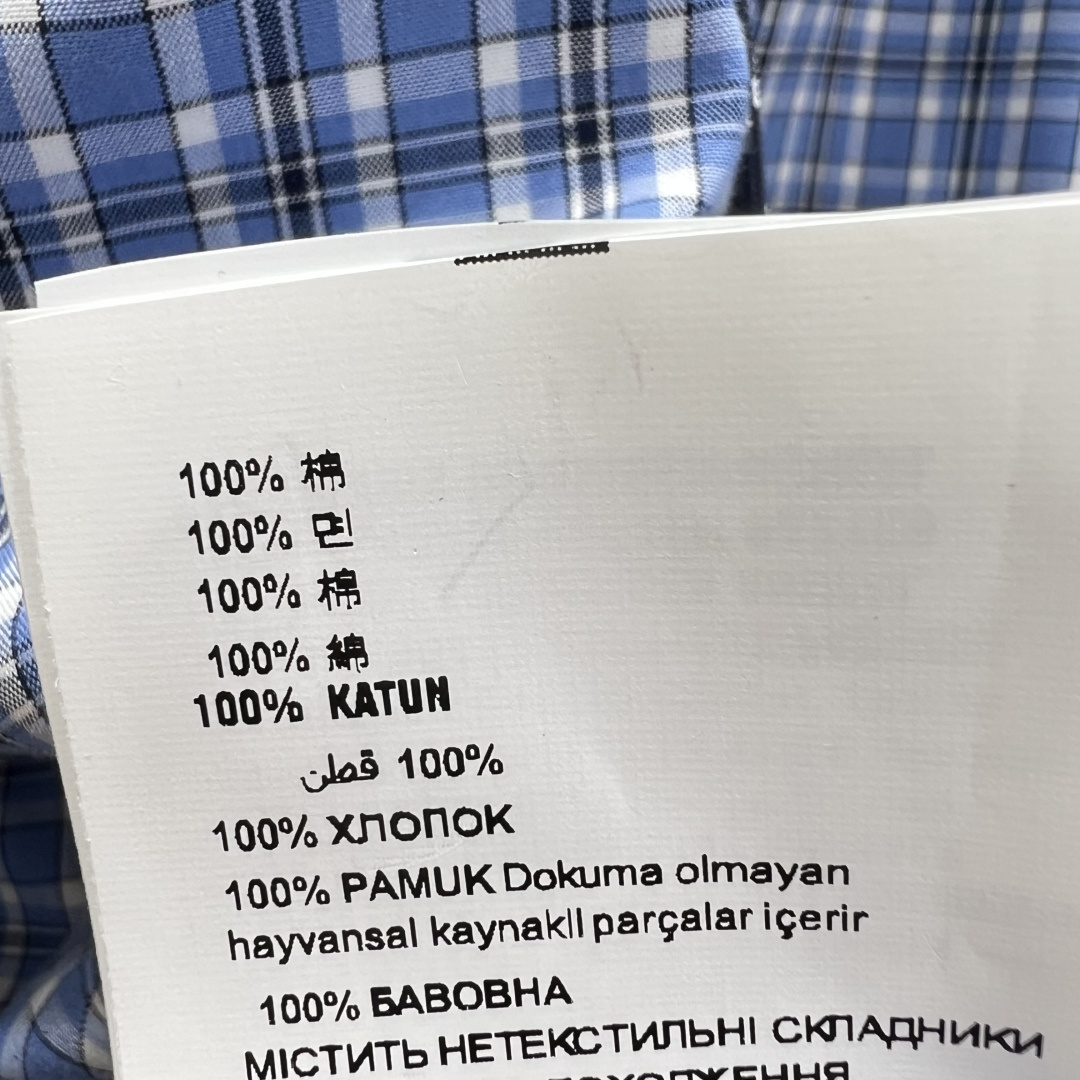 100% 棉
100% 면
100% 棉
100% 綿
100% KATUN
100% قطن
100% ХЛОПОК
100% PAMUK Dokuma olmayan
hayvansal kaynaklı parçalar içerir
100% БАВОВНА
МІСТИТЬ НЕТЕКСТИЛЬНІ СКЛАДНИКИ
ПОХОДЖЕННЯ